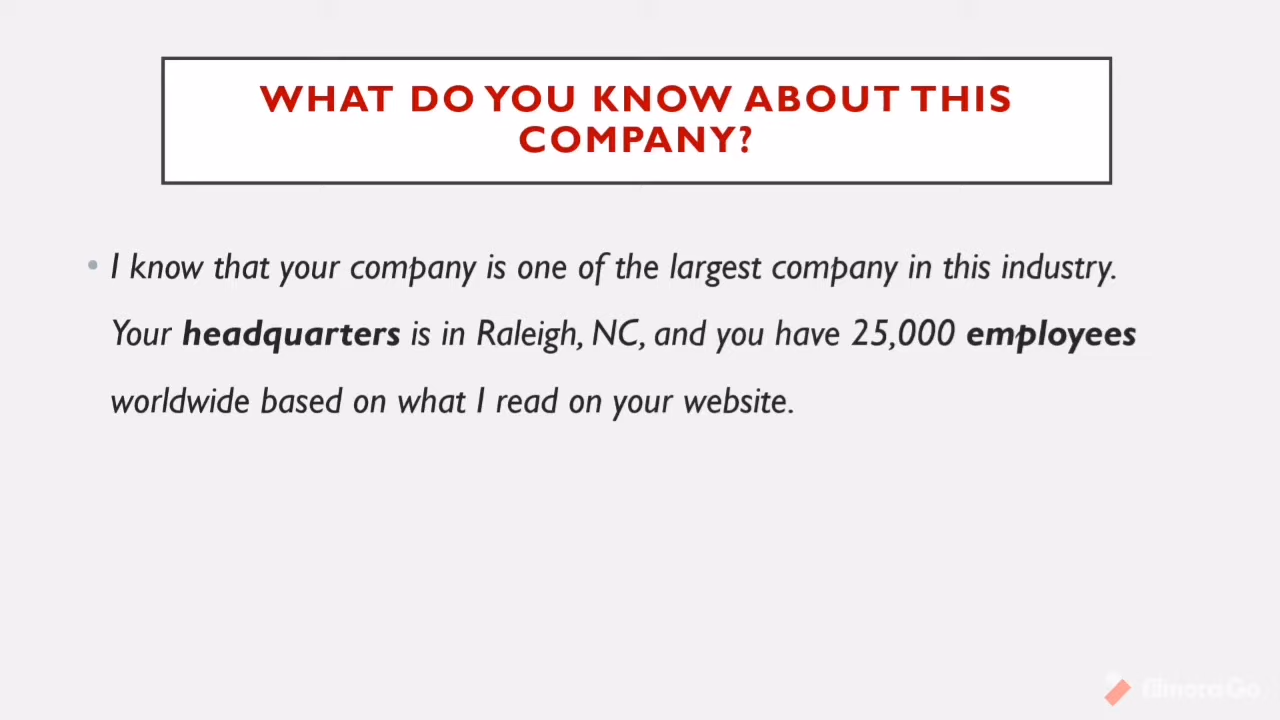 WHAT DO YOU KNOW ABOUT THIS
COMPANY?
• I know that your company is one of the largest company in this industry.
Your headquarters is in Raleigh, NC, and you have 25,000 employees
worldwide based on what I read on your website.
Filmora Go